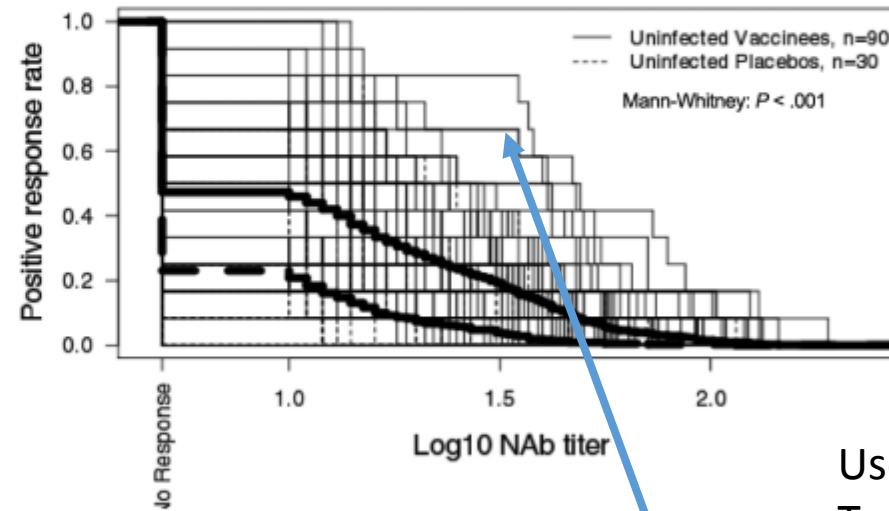 1.0
0.8
0.6
0.4
0.2
0.0
Positive response rate
Uninfected Vaccinees, n=90
Uninfected Placebos, n=30
Mann-Whitney: P < .001
No Response
1.0
1.5
2.0
Log10 NAb titer
Us